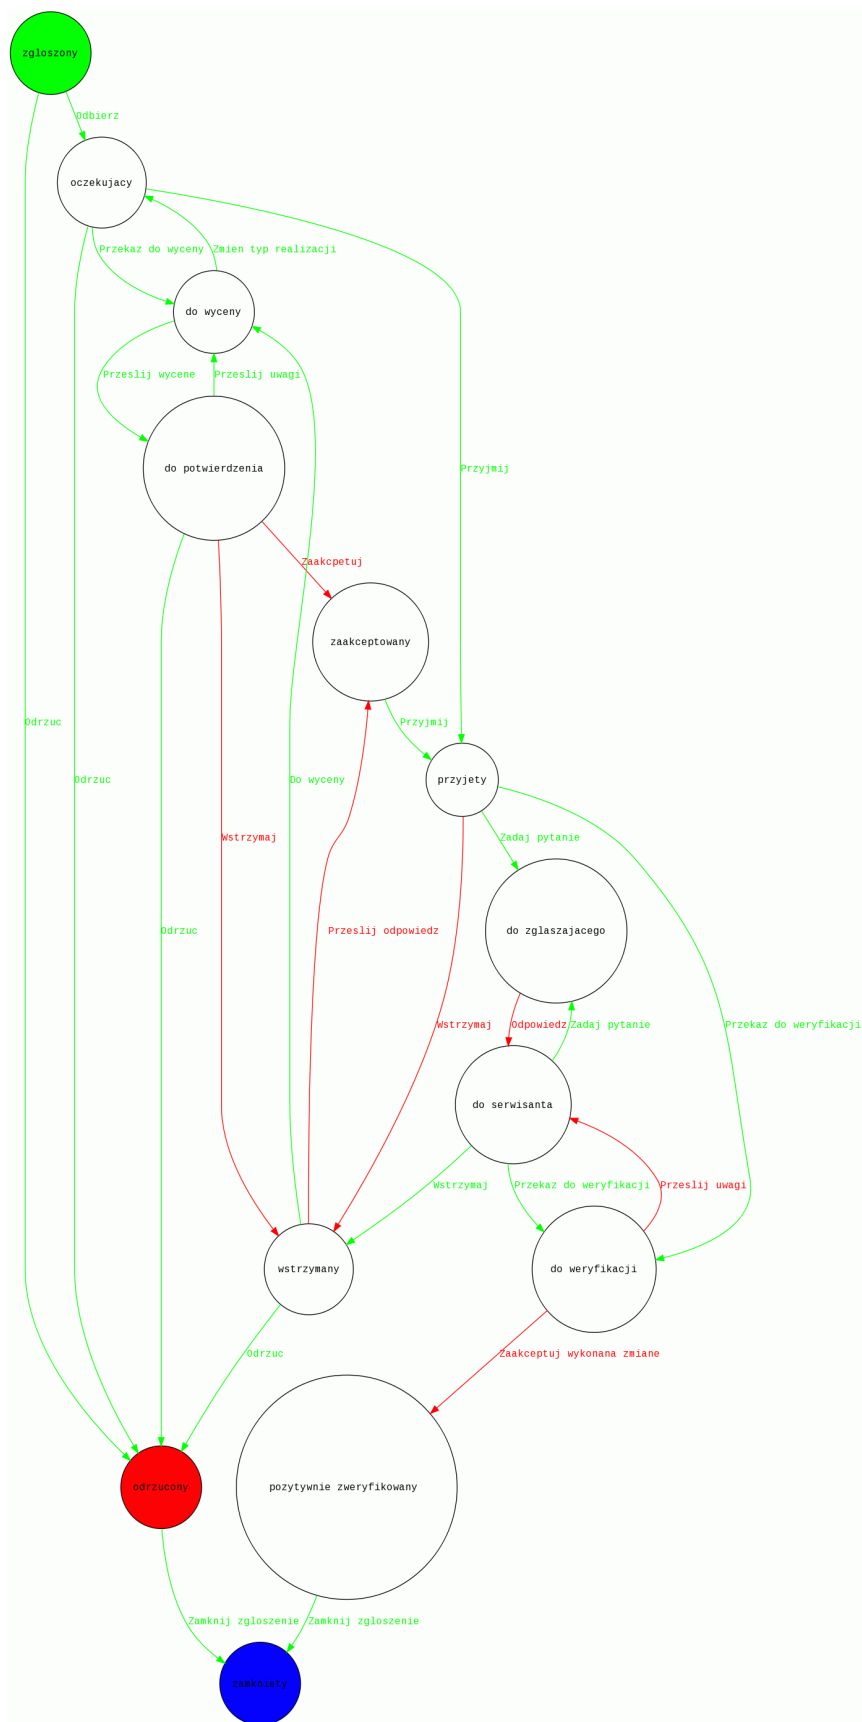 zgloszony
Odbierz
oczekujacy
Przekaz do wyceny
Zmien typ realizacji
do wyceny
Przeslij wycene
Przeslij uwagi
do potwierdzenia
Przyjmij
Zaakcpetuj
zaakceptowany
Odrzuc
Przyjmij
Odrzuc
Do wyceny
przyjety
Wstrzymaj
Zadaj pytanie
Odrzuc
Przeslij odpowiedz
do zglaszajacego
Wstrzymaj
Odpowiedz
Zadaj pytanie
Przekaz do weryfikacji
do serwisanta
Wstrzymaj
Przekaz do weryfikacji
Przeslij uwagi
wstrzymany
do weryfikacji
Odrzuc
Zaakceptuj wykonana zmiane
odrzucony
pozytywnie zweryfikowany
Zamknij zgloszenie
Zamknij zgloszenie
zamkniety